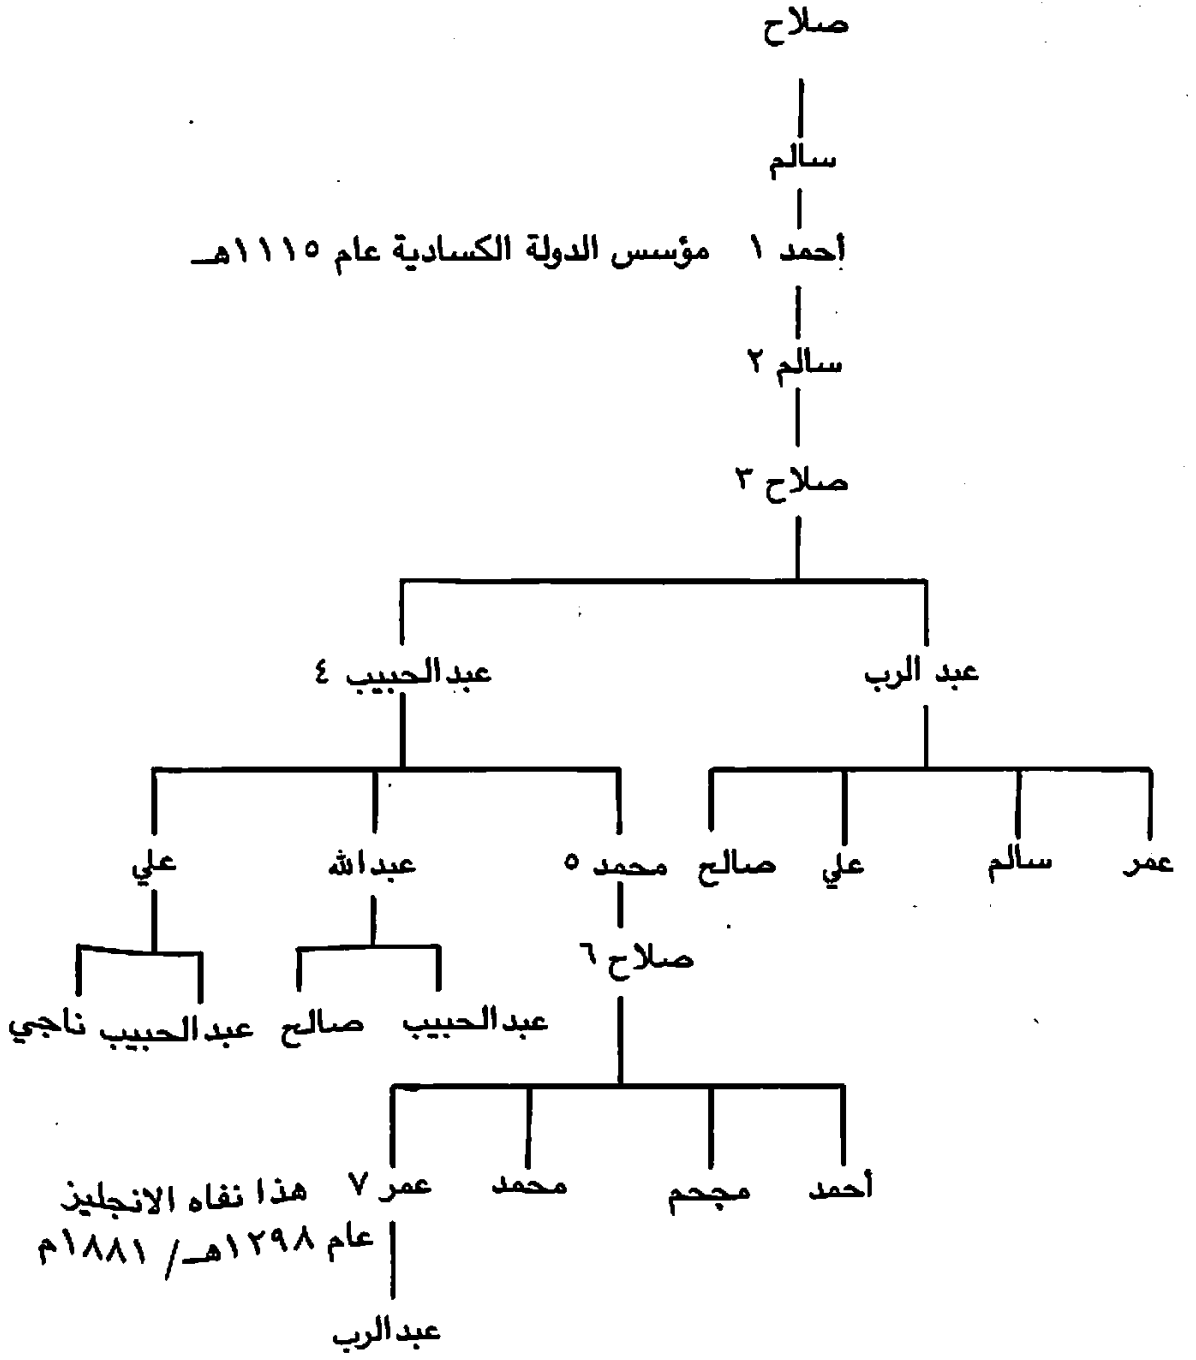 صلاح
سالم
أحمد ١ مؤسس الدولة الكسادية عام ١١١٥هـ
سالم ٢
صلاح ٣
عبد الرب
عبدالحبيب ٤
عمر
سالم
علي
صالح
محمد ٥
عبدالله
علي
صلاح ٦
عبدالحبيب
صالح
عبدالحبيب
ناجي
أحمد
مجحم
محمد
عمر ٧ هذا نفاه الانجليز
عام ١٢٩٨هـ/ ١٨٨١م
عبدالرب